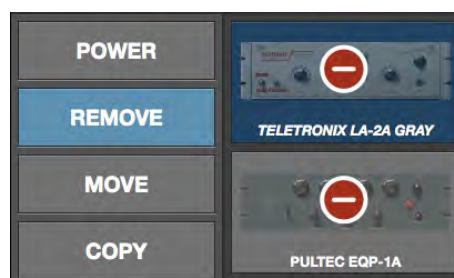 POWER
REMOVE
MOVE
COPY
TELETRONIX LA-2A GRAY
PULTEC EQP-1A